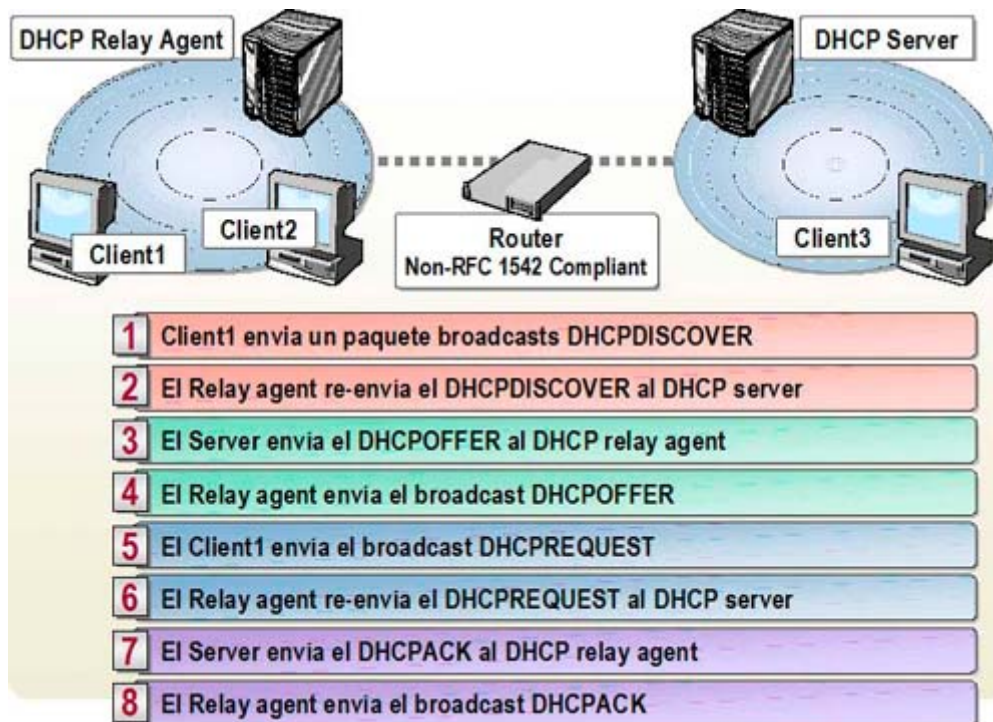 DHCP Relay Agent
DHCP Server
Client1
Client2
Router
Non-RFC 1542 Compliant
Client3
1 Client1 envia un paquete broadcasts DHCPDISCOVER
2 El Relay agent re-envia el DHCPDISCOVER al DHCP server
3 El Server envia el DHCPOFFER al DHCP relay agent
4 El Relay agent envia el broadcast DHCPOFFER
5 El Client1 envia el broadcast DHCPREQUEST
6 El Relay agent re-envia el DHCPREQUEST al DHCP server
7 El Server envia el DHCPACK al DHCP relay agent
8 El Relay agent envia el broadcast DHCPACK